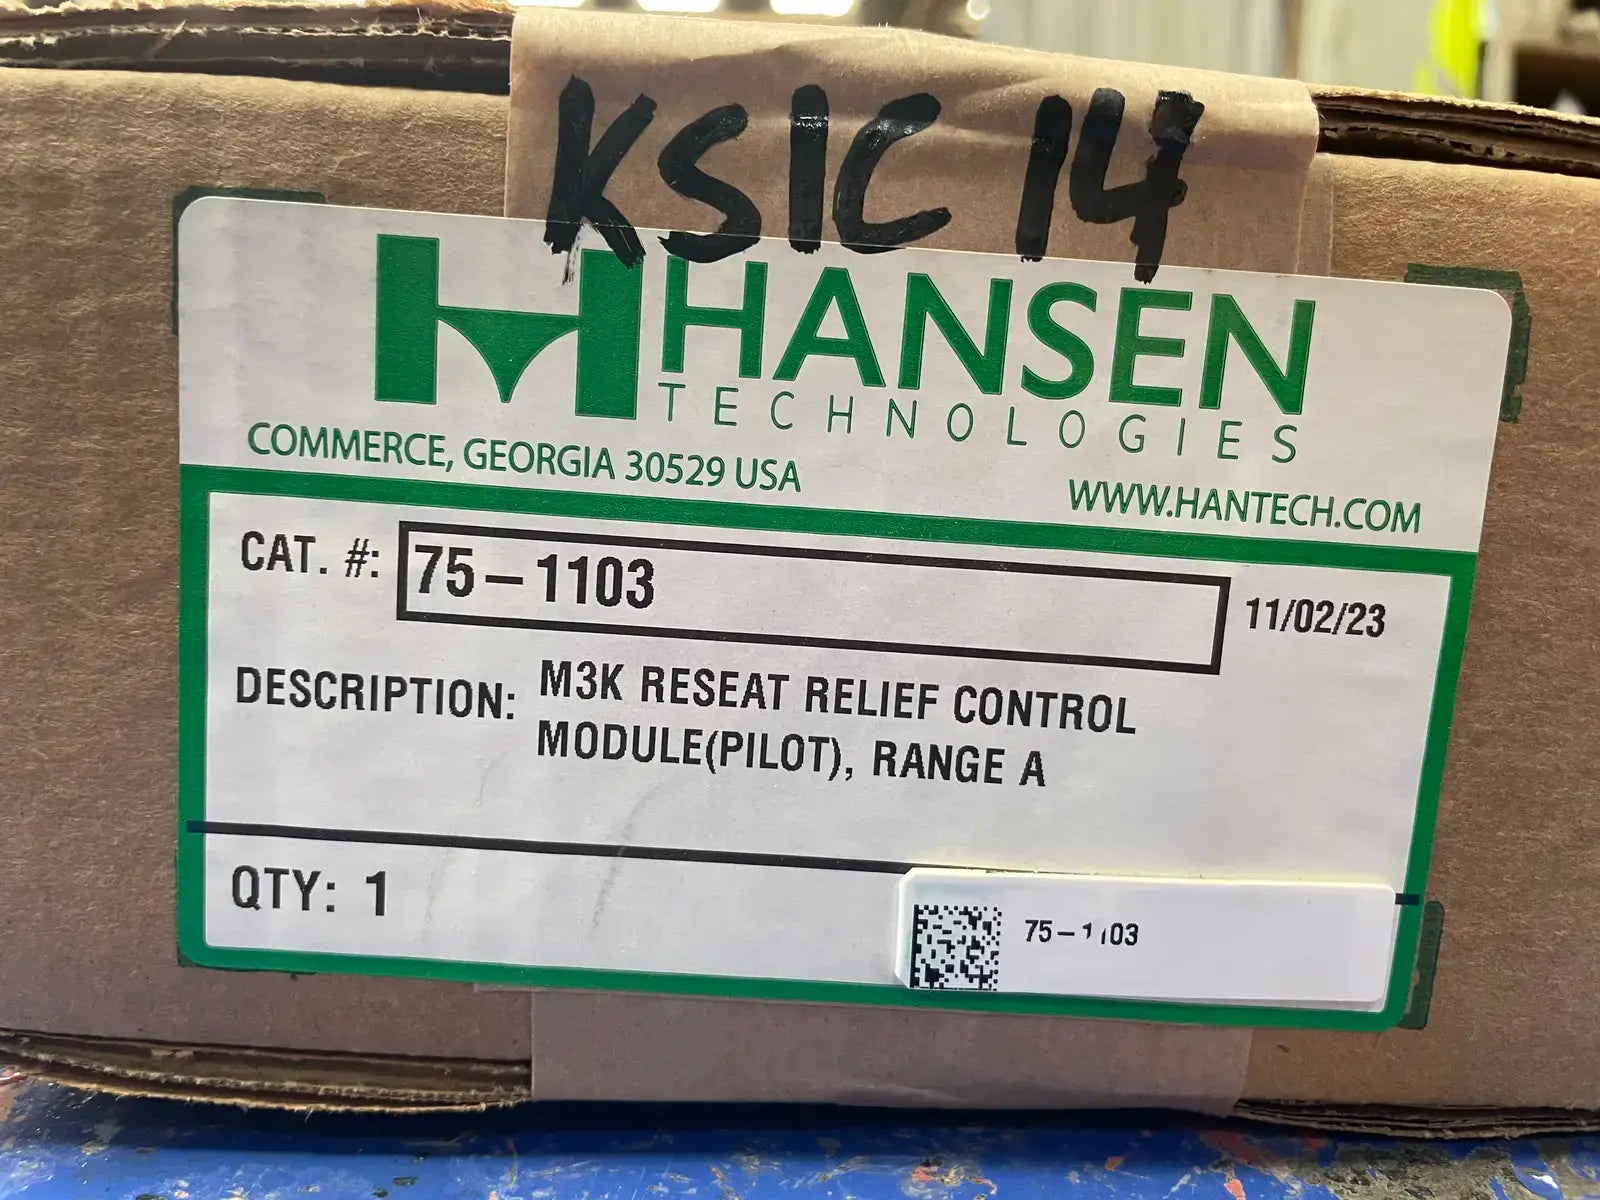 KSIC 14
HANSEN
TECHNOLOGIES
COMMERCE, GEORGIA 30529 USA
WWW.HANTECH.COM
CAT. #: 75-1103
11/02/23
DESCRIPTION: M3K RESEAT RELIEF CONTROL
MODULE(PILOT), RANGE A
QTY: 1
75-1103